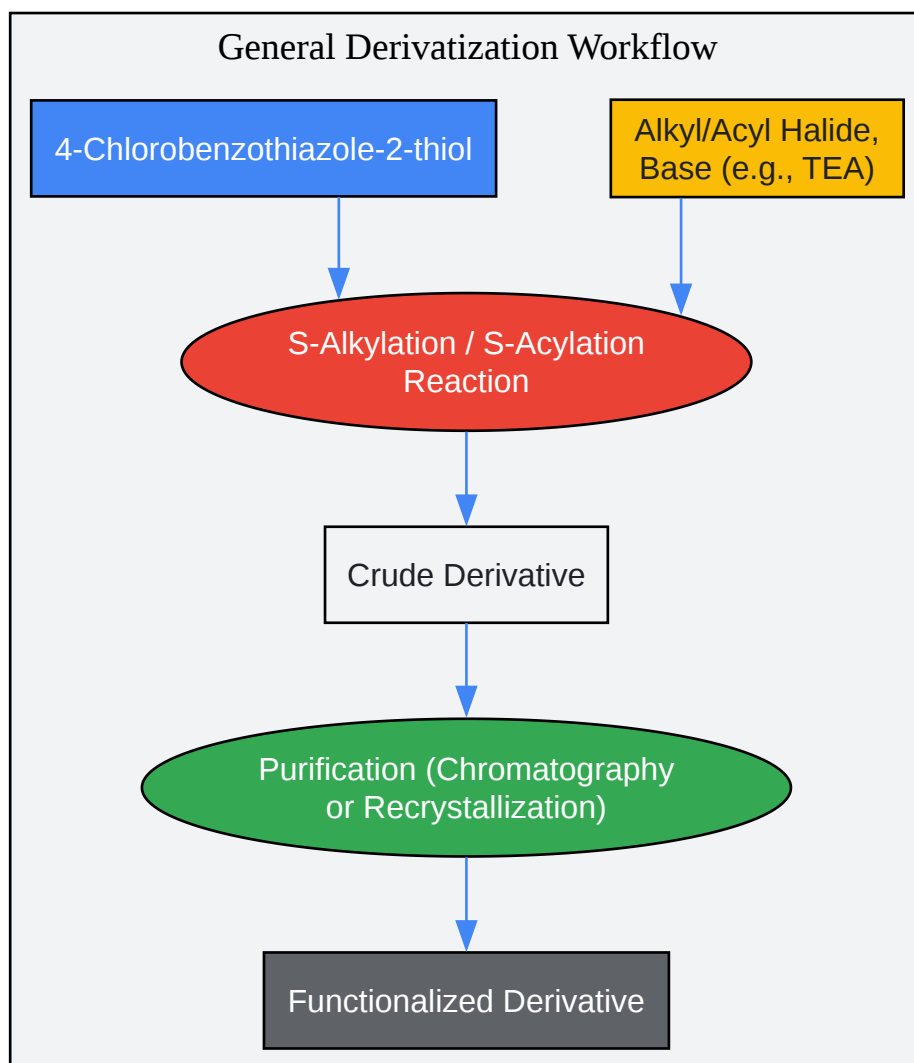 General Derivatization Workflow
4-Chlorobenzothiazole-2-thiol
Alkyl/Acyl Halide,
Base (e.g., TEA)
S-Alkylation / S-Acylation
Reaction
Crude Derivative
Purification (Chromatography
or Recrystallization)
Functionalized Derivative